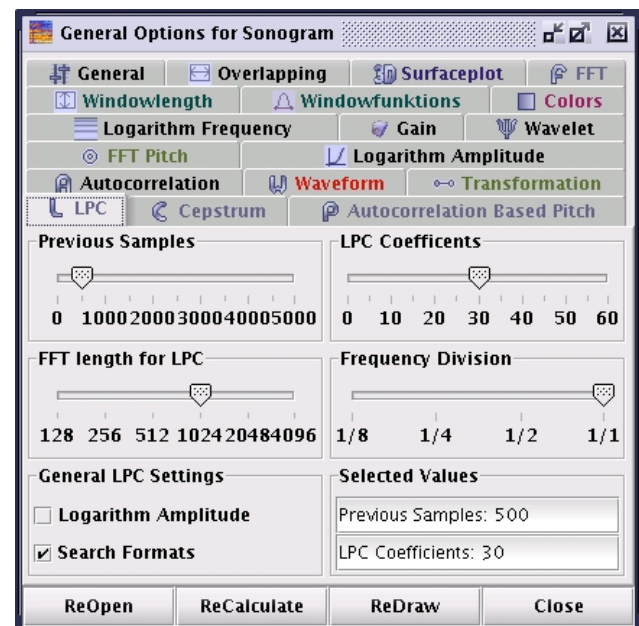 General Options for Sonogram
General Overlapping Surfaceplot FFT
Windowlength Windowfunktions Colors
Logarithm Frequency Gain Wavelet
FFT Pitch Logarithm Amplitude
Autocorrelation Waveform Transformation
LPC Cepstrum Autocorrelation Based Pitch
Previous Samples LPC Coefficents
0 1000 2000 3000 4000 5000 0 10 20 30 40 50 60
FFT length for LPC Frequency Division
128 256 512 1024 2048 4096 1/8 1/4 1/2 1/1
General LPC Settings Selected Values
Logarithm Amplitude Previous Samples: 500
Search Formats LPC Coefficients: 30
ReOpen ReCalculate ReDraw Close